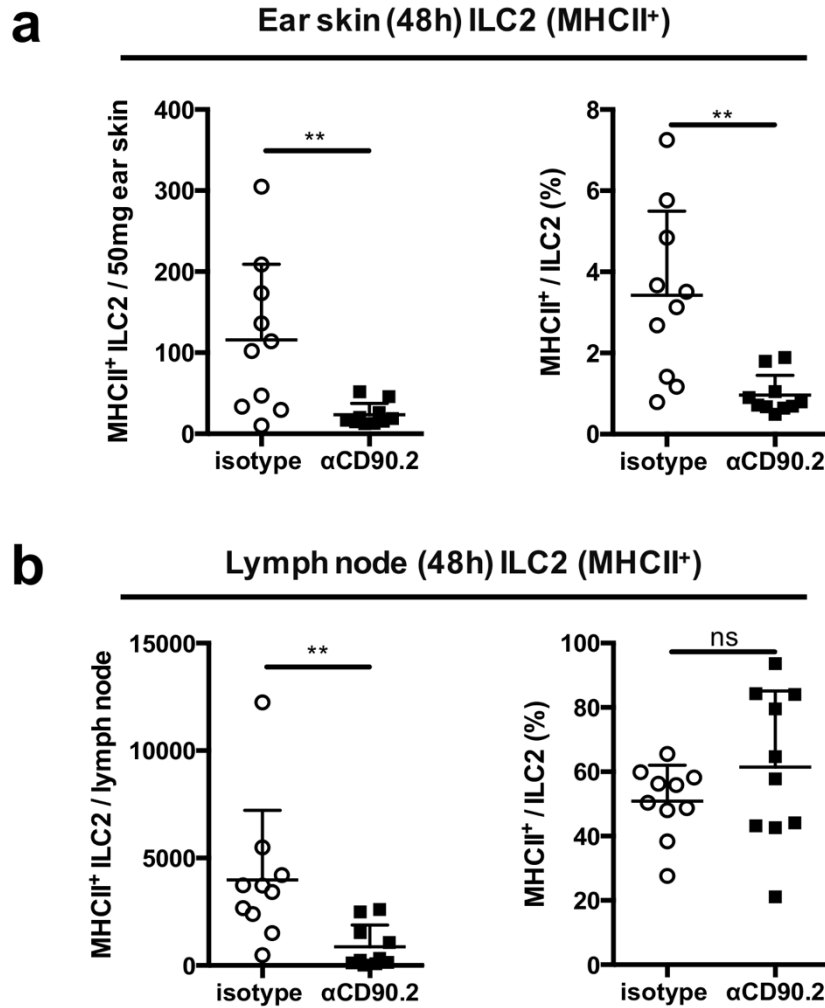 a
Ear skin (48h) ILC2 (MHCII⁺)
MHCII⁺ ILC2 / 50mg ear skin
400
300
200
100
0
**
isotype
αCD90.2
MHCII⁺ / ILC2 (%)
8
6
4
2
0
**
isotype
αCD90.2
b
Lymph node (48h) ILC2 (MHCII⁺)
MHCII⁺ ILC2 / lymph node
15000
10000
5000
0
**
isotype
αCD90.2
MHCII⁺ / ILC2 (%)
100
80
60
40
20
0
ns
isotype
αCD90.2